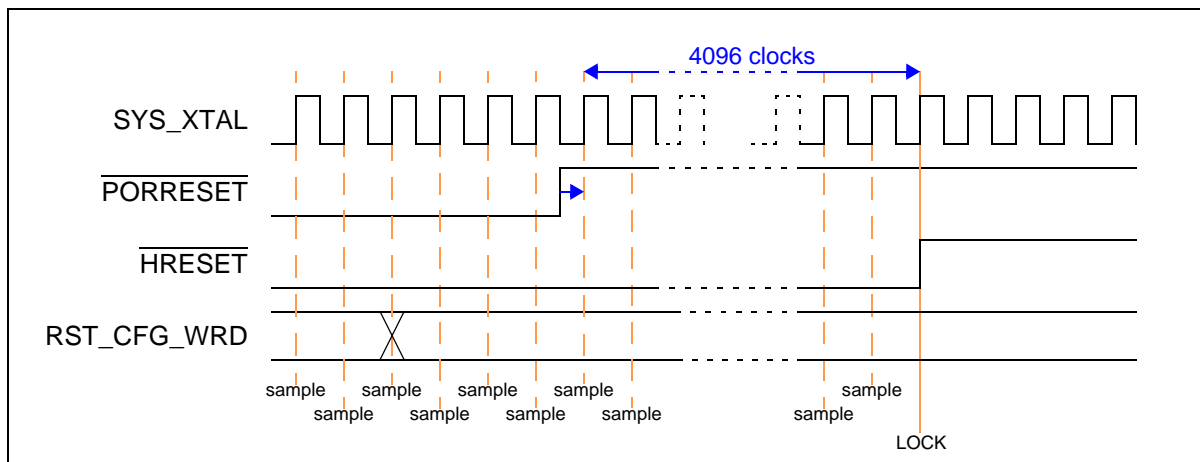 4096 clocks
SYS_XTAL
PORRESET
HRESET
RST_CFG_WRD
sample sample sample sample sample
sample sample sample sample sample
LOCK